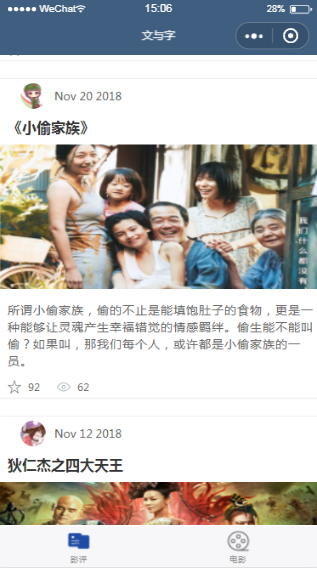 WeChat 15:06 28%
文与字
Nov 20 2018
《小偷家族》
我们什么都没有
所谓小偷家族，偷的不止是能填饱肚子的食物，更是一
种能够让灵魂产生幸福错觉的情感羁绊。偷生能不能叫
偷？如果叫，那我们每个人，或许都是小偷家族的一
员。
92 62
Nov 12 2018
狄仁杰之四大天王
影评 电影